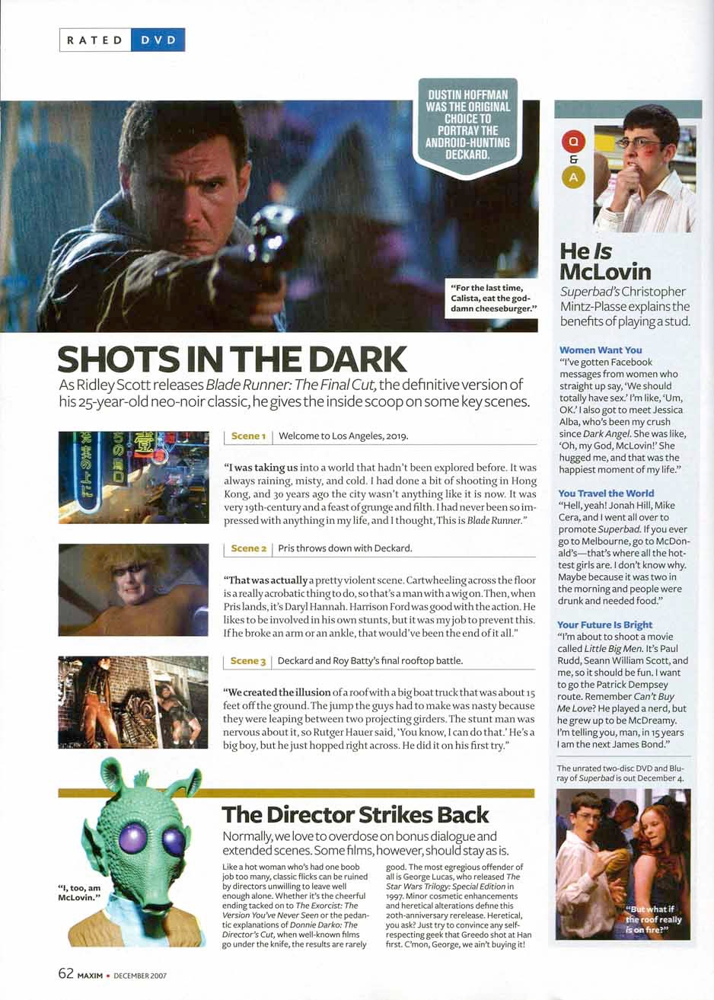 RATED DVD
DUSTIN HOFFMAN
WAS THE ORIGINAL
CHOICE TO
PORTRAY THE
ANDROID-HUNTING
DECKARD.
"For the last time,
Calista, eat the god-
damn cheeseburger."
SHOTS IN THE DARK
As Ridley Scott releases Blade Runner: The Final Cut, the definitive version of
his 25-year-old neo-noir classic, he gives the inside scoop on some key scenes.
Scene 1 Welcome to Los Angeles, 2019.
"I was taking us into a world that hadn't been explored before. It was
always raining, misty, and cold. I had done a bit of shooting in Hong
Kong, and 30 years ago the city wasn't anything like it is now. It was
very 19th-century and a feast of grunge and filth. I had never been so im-
pressed with anything in my life, and I thought, This is Blade Runner."
Scene 2 Pris throws down with Deckard.
"That was actually a pretty violent scene. Cartwheeling across the floor
is a really acrobatic thing to do, so that's a man with a wig on. Then, when
Pris lands, it's Daryl Hannah. Harrison Ford was good with the action. He
likes to be involved in his own stunts, but it was my job to prevent this.
If he broke an arm or an ankle, that would've been the end of it all."
Scene 3 Deckard and Roy Batty's final rooftop battle.
"We created the illusion of a roof with a big boat truck that was about 15
feet off the ground. The jump the guys had to make was nasty because
they were leaping between two projecting girders. The stunt man was
nervous about it, so Rutger Hauer said, 'You know, I can do that.' He's a
big boy, but he just hopped right across. He did it on his first try."
"I, too, am
McLovin."
The Director Strikes Back
Normally, we love to overdose on bonus dialogue and
extended scenes. Some films, however, should stay as is.
Like a hot woman who's had one boob
job too many, classic flicks can be ruined
by directors unwilling to leave well
enough alone. Whether it's the cheerful
ending tacked on to The Exorcist: The
Version You've Never Seen or the pedan-
tic explanations of Donnie Darko: The
Director's Cut, when well-known films
go under the knife, the results are rarely
good. The most egregious offender of
all is George Lucas, who released The
Star Wars Trilogy: Special Edition in
1997. Minor cosmetic enhancements
and heretical alterations define this
20th-anniversary rerelease. Heretical,
you ask? Just try to convince any self-
respecting geek that Greedo shot at Han
first. C'mon, George, we ain't buying it!
Q
&
A
He Is
McLovin
Superbad's Christopher
Mintz-Plasse explains the
benefits of playing a stud.
Women Want You
"I've gotten Facebook
messages from women who
straight up say, 'We should
totally have sex.' I'm like, 'Um,
OK.' I also got to meet Jessica
Alba, who's been my crush
since Dark Angel. She was like,
'Oh, my God, McLovin!' She
hugged me, and that was the
happiest moment of my life."
You Travel the World
"Hell, yeah! Jonah Hill, Mike
Cera, and I went all over to
promote Superbad. If you ever
go to Melbourne, go to McDon-
ald's—that's where all the hot-
test girls are. I don't know why.
Maybe because it was two in
the morning and people were
drunk and needed food."
Your Future Is Bright
"I'm about to shoot a movie
called Little Big Men. It's Paul
Rudd, Seann William Scott, and
me, so it should be fun. I want
to go the Patrick Dempsey
route. Remember Can't Buy
Me Love? He played a nerd, but
he grew up to be McDreamy.
I'm telling you, man, in 15 years
I am the next James Bond."
The unrated two-disc DVD and Blu-
ray of Superbad is out December 4.
"But what if
the roof really
is on fire?"
62 MAXIM • DECEMBER 2007